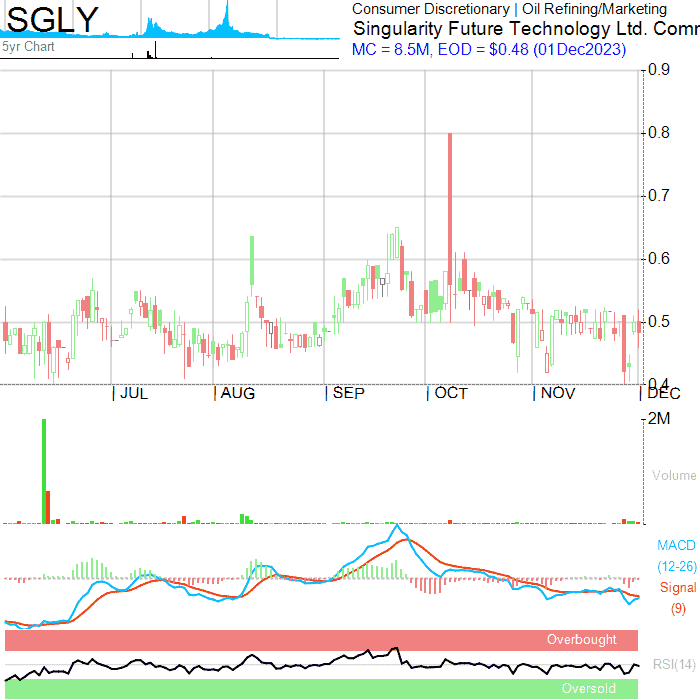 SGLY
5yr Chart
Consumer Discretionary | Oil Refining/Marketing
Singularity Future Technology Ltd. Comr
MC = 8.5M, EOD = $0.48 (01Dec2023)
0.9
0.8
0.7
0.6
0.5
0.4
JUL AUG SEP OCT NOV DEC
2M
Volume
MACD
(12-26)
Signal
(9)
Overbought
RSI(14)
Oversold